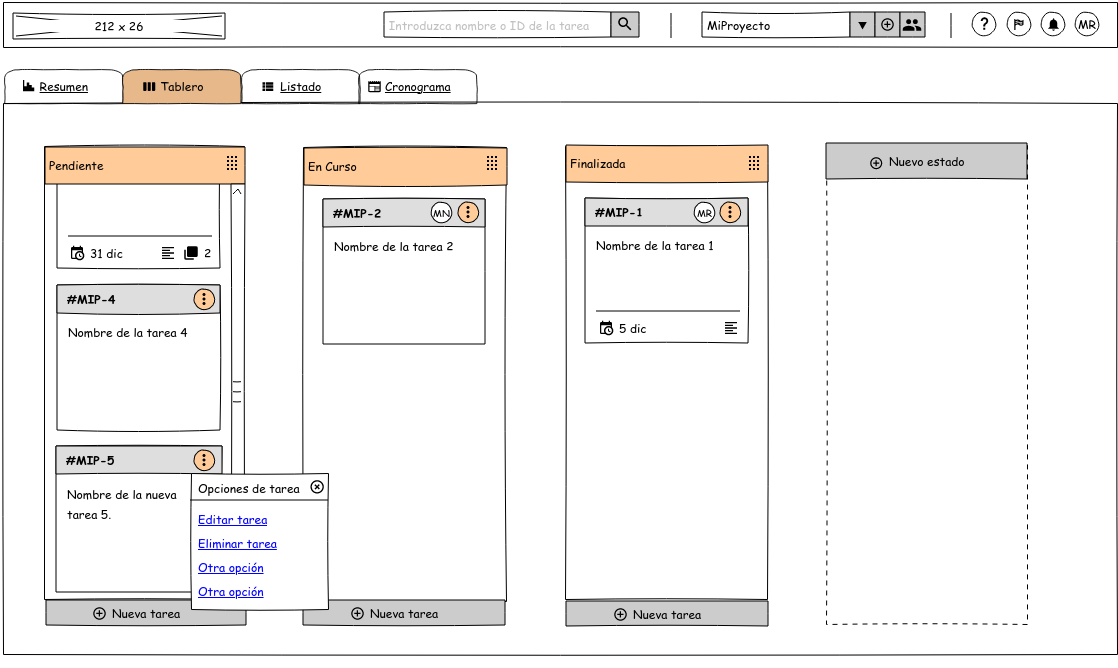 212 x 26
Introduzca nombre o ID de la tarea
MiProyecto
?
MR
Resumen
Tablero
Listado
Cronograma
Pendiente
31 dic
2
#MIP-4
Nombre de la tarea 4
#MIP-5
Nombre de la nueva
tarea 5.
Opciones de tarea
Editar tarea
Eliminar tarea
Otra opción
Otra opción
Nueva tarea
En Curso
#MIP-2
MN
Nombre de la tarea 2
Nueva tarea
Finalizada
#MIP-1
MR
Nombre de la tarea 1
5 dic
Nueva tarea
Nuevo estado